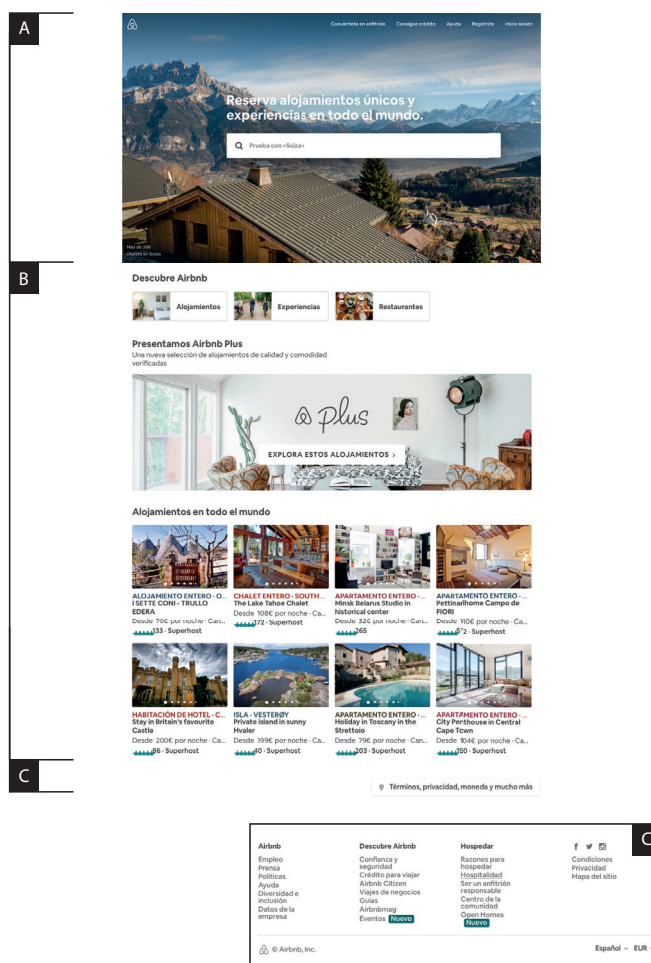 A
Conviértete en anfitrión Consigue crédito Ayuda Regístrate Inicia sesión
Reserva alojamientos únicos y
experiencias en todo el mundo.
Prueba con «Suiza»
Más de 300
chalets en Suiza
B
Descubre Airbnb
Alojamientos Experiencias Restaurantes
Presentamos Airbnb Plus
Una nueva selección de alojamientos de calidad y comodidad
verificadas
Plus
EXPLORA ESTOS ALOJAMIENTOS ›
Alojamientos en todo el mundo
ALOJAMIENTO ENTERO · O...
I SETTE CONI - TRULLO
EDERA
Desde 70€ por noche · Can...
133 · Superhost
CHALET ENTERO · SOUTH...
The Lake Tahoe Chalet
Desde 108€ por noche · Ca...
172 · Superhost
APARTAMENTO ENTERO · ...
Minsk Belarus Studio in
historical center
Desde 32€ por noche · Can...
265
APARTAMENTO ENTERO · ...
Pettinarihome Campo de
FIORI
Desde 110€ por noche · Ca...
· Superhost
HABITACIÓN DE HOTEL · C...
Stay in Britain's favourite
Castle
Desde 200€ por noche · Ca...
86 · Superhost
ISLA · VESTERØY
Private island in sunny
Hvaler
Desde 199€ por noche · Ca...
40 · Superhost
APARTAMENTO ENTERO · ...
Holiday in Toscany in the
Strettoio
Desde 79€ por noche · Ca...
203 · Superhost
APARTAMENTO ENTERO · ...
City Perthouse in Central
Cape Town
Desde 104€ por noche · Ca...
150 · Superhost
C
Términos, privacidad, moneda y mucho más
C
Airbnb
Empleo
Prensa
Políticas
Ayuda
Diversidad e
inclusión
Datos de la
empresa
Descubre Airbnb
Confianza y
seguridad
Crédito para viajar
Airbnb Citizen
Viajes de negocios
Guías
Airbnbmag
Eventos Nuevo
Hospedar
Razones para
hospedar
Hospitalidad
Ser un anfitrión
responsable
Centro de la
comunidad
Open Homes
Nuevo
Condiciones
Privacidad
Mapa del sitio
© Airbnb, Inc.
Español EUR